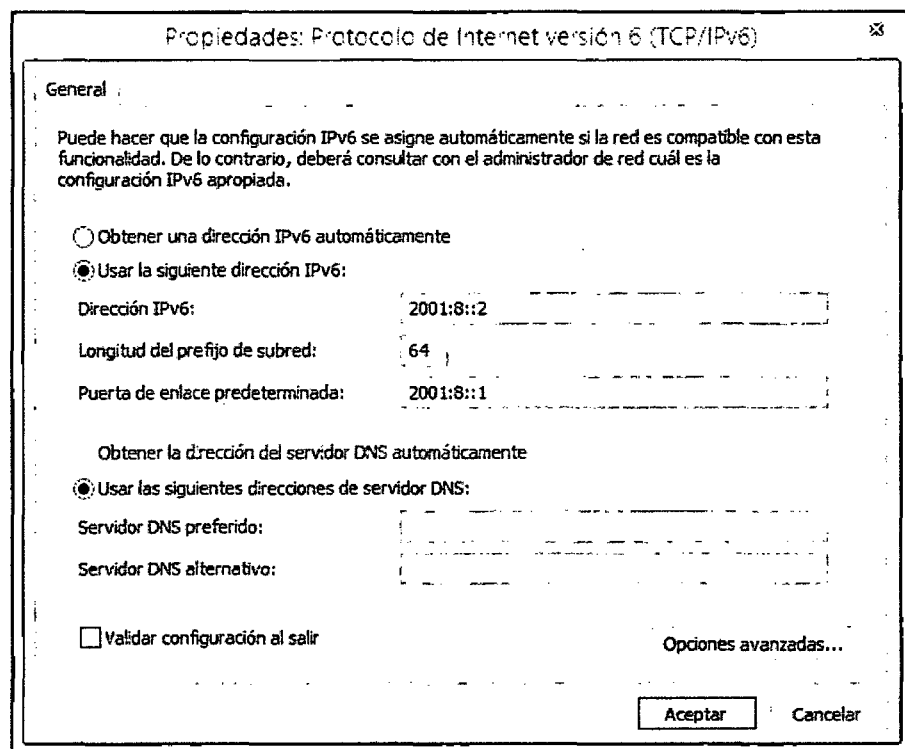 Propiedades: Protocolo de Internet versión 6 (TCP/IPv6)
General
Puede hacer que la configuración IPv6 se asigne automáticamente si la red es compatible con esta
funcionalidad. De lo contrario, deberá consultar con el administrador de red cuál es la
configuración IPv6 apropiada.
Obtener una dirección IPv6 automáticamente
Usar la siguiente dirección IPv6:
Dirección IPv6: 2001:8::2
Longitud del prefijo de subred: 64
Puerta de enlace predeterminada: 2001:8::1
Obtener la dirección del servidor DNS automáticamente
Usar las siguientes direcciones de servidor DNS:
Servidor DNS preferido:
Servidor DNS alternativo:
Validar configuración al salir
Opciones avanzadas...
Aceptar Cancelar